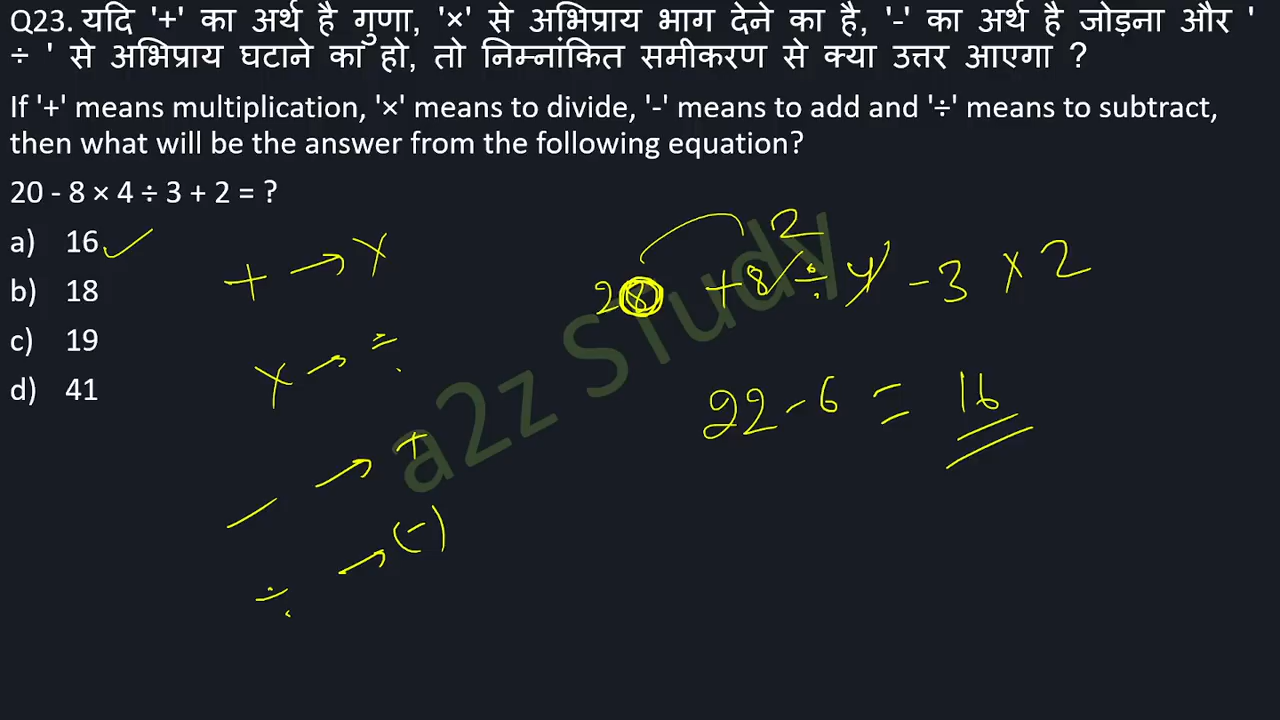 Q23. यदि '+' का अर्थ है गुणा, '×' से अभिप्राय भाग देने का है, '-' का अर्थ है जोड़ना और '
÷ ' से अभिप्राय घटाने का हो, तो निम्नांकित समीकरण से क्या उत्तर आएगा ?
If '+' means multiplication, '×' means to divide, '-' means to add and '÷' means to subtract,
then what will be the answer from the following equation?
20 - 8 × 4 ÷ 3 + 2 = ?
a) 16 ✓
b) 18
c) 19
d) 41
+ → ×
× → ÷
- → +
÷ → (-)
2
+ 8 ÷ 4 - 3 × 2
22 - 6 = 16
a2z STudy